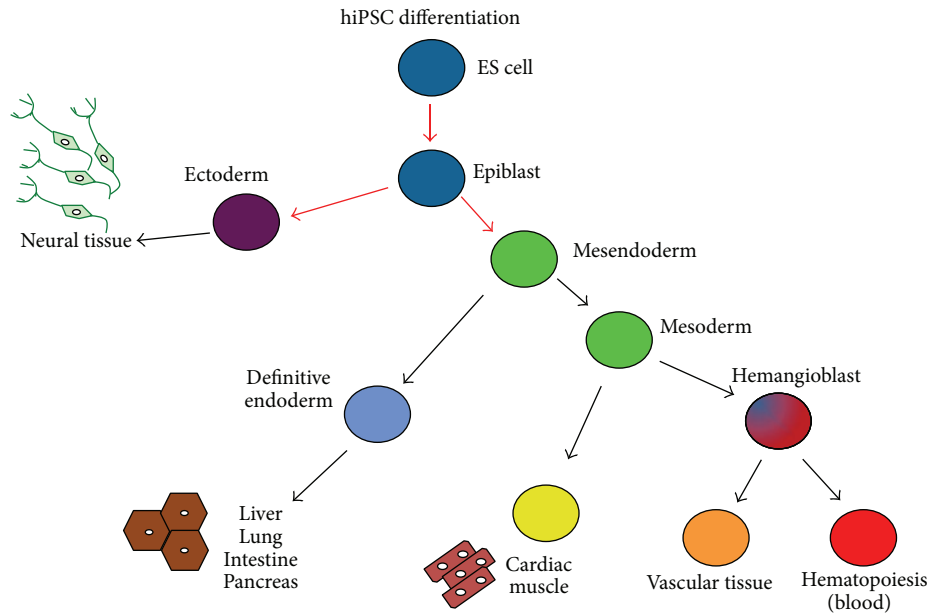 hiPSC differentiation
ES cell
Epiblast
Ectoderm
Neural tissue
Mesendoderm
Mesoderm
Definitive
endoderm
Hemangioblast
Liver
Lung
Intestine
Pancreas
Cardiac
muscle
Vascular tissue
Hematopoiesis
(blood)